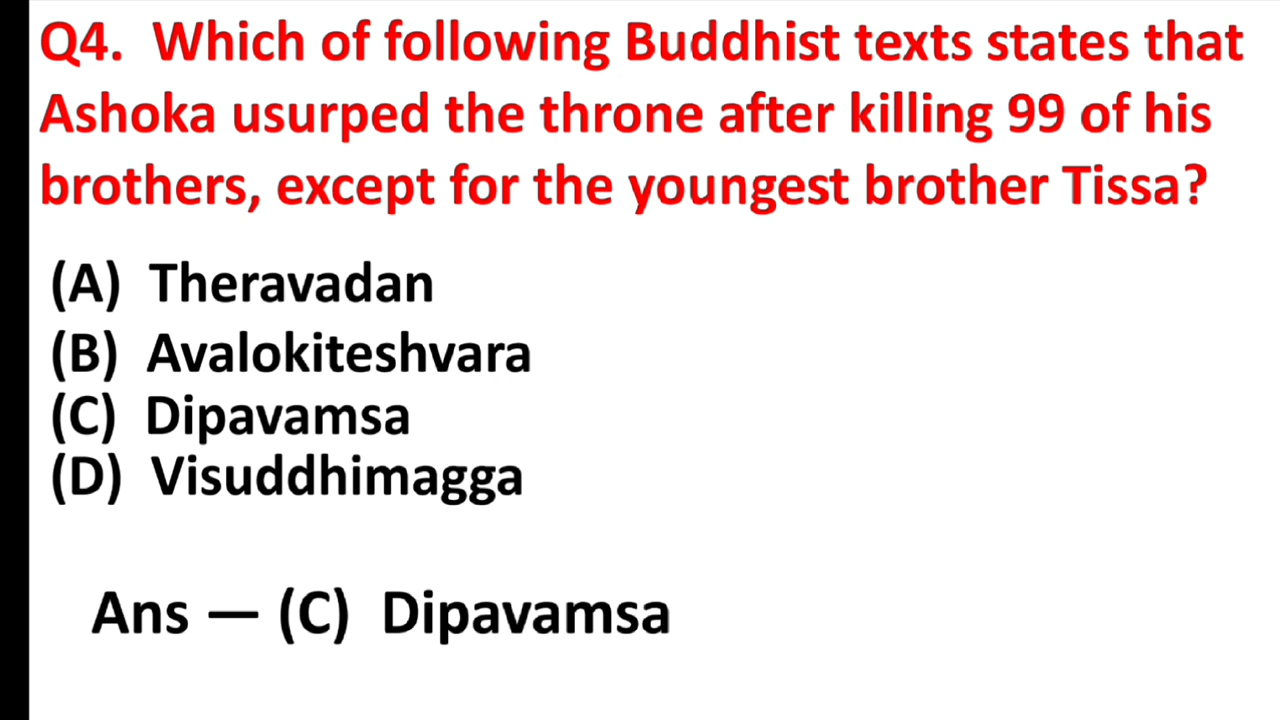 Q4. Which of following Buddhist texts states that
Ashoka usurped the throne after killing 99 of his
brothers, except for the youngest brother Tissa?
(A) Theravadan
(B) Avalokiteshvara
(C) Dipavamsa
(D) Visuddhimagga
Ans — (C) Dipavamsa